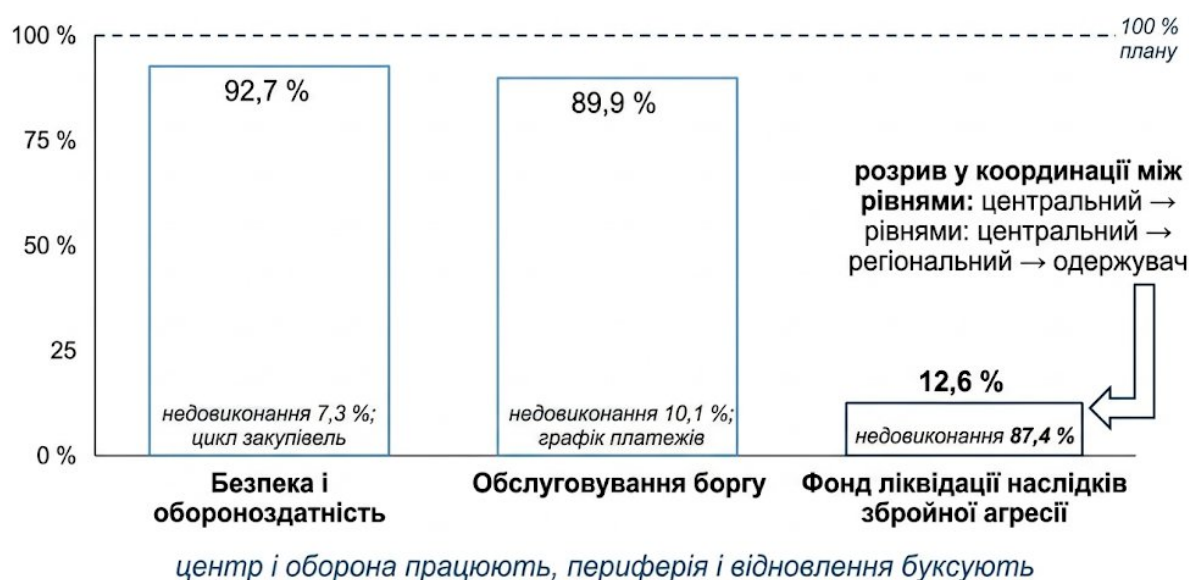 100 %
100 %
плану
92,7 %
89,9 %
75 %
розрив у координації між
рівнями: центральний →
рівнями: центральний →
регіональний → одержувач
50 %
25
12,6 %
недовиконання 7,3 %;
цикл закупівель
недовиконання 10,1 %;
графік платежів
недовиконання 87,4 %
0 %
Безпека і
обороноздатність
Обслуговування боргу
Фонд ліквідації наслідків
збройної агресії
центр і оборона працюють, периферія і відновлення буксують